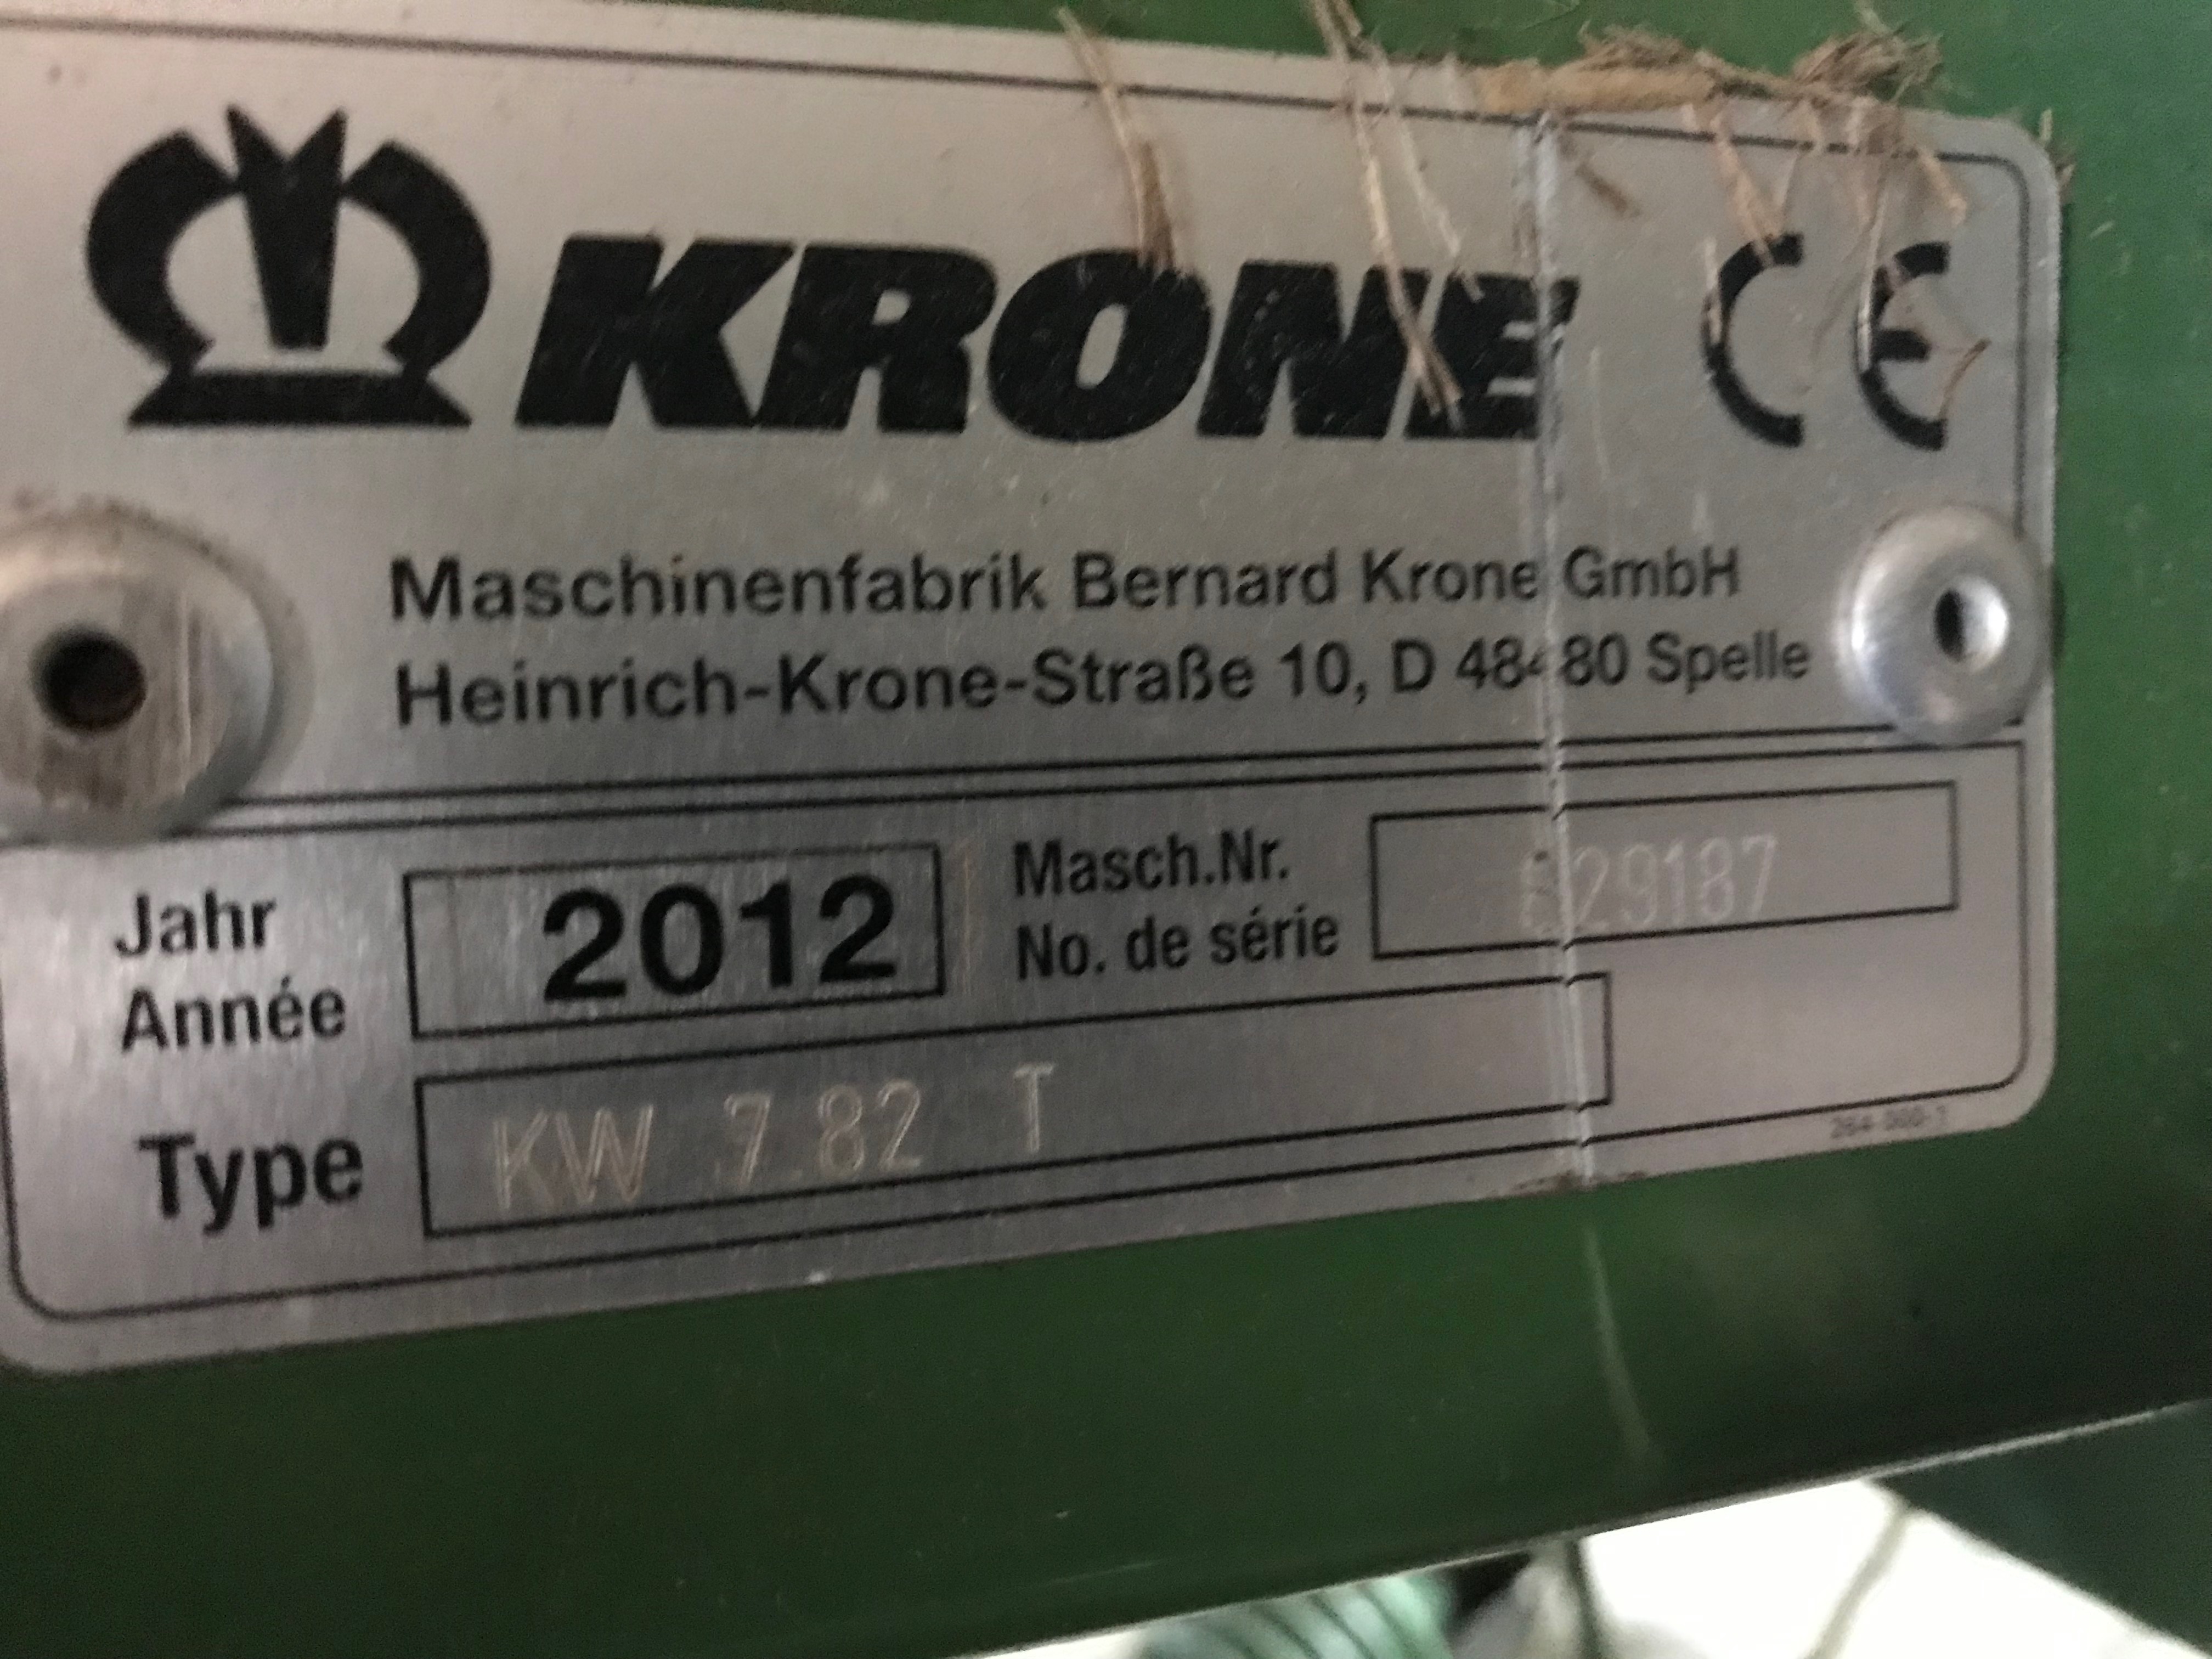 KRONE CE
Maschinenfabrik Bernard Krone GmbH
Heinrich-Krone-Straße 10, D 48480 Spelle
Jahr
Année
2012
Masch.Nr.
No. de série
829187
Type
KW 7.82 T